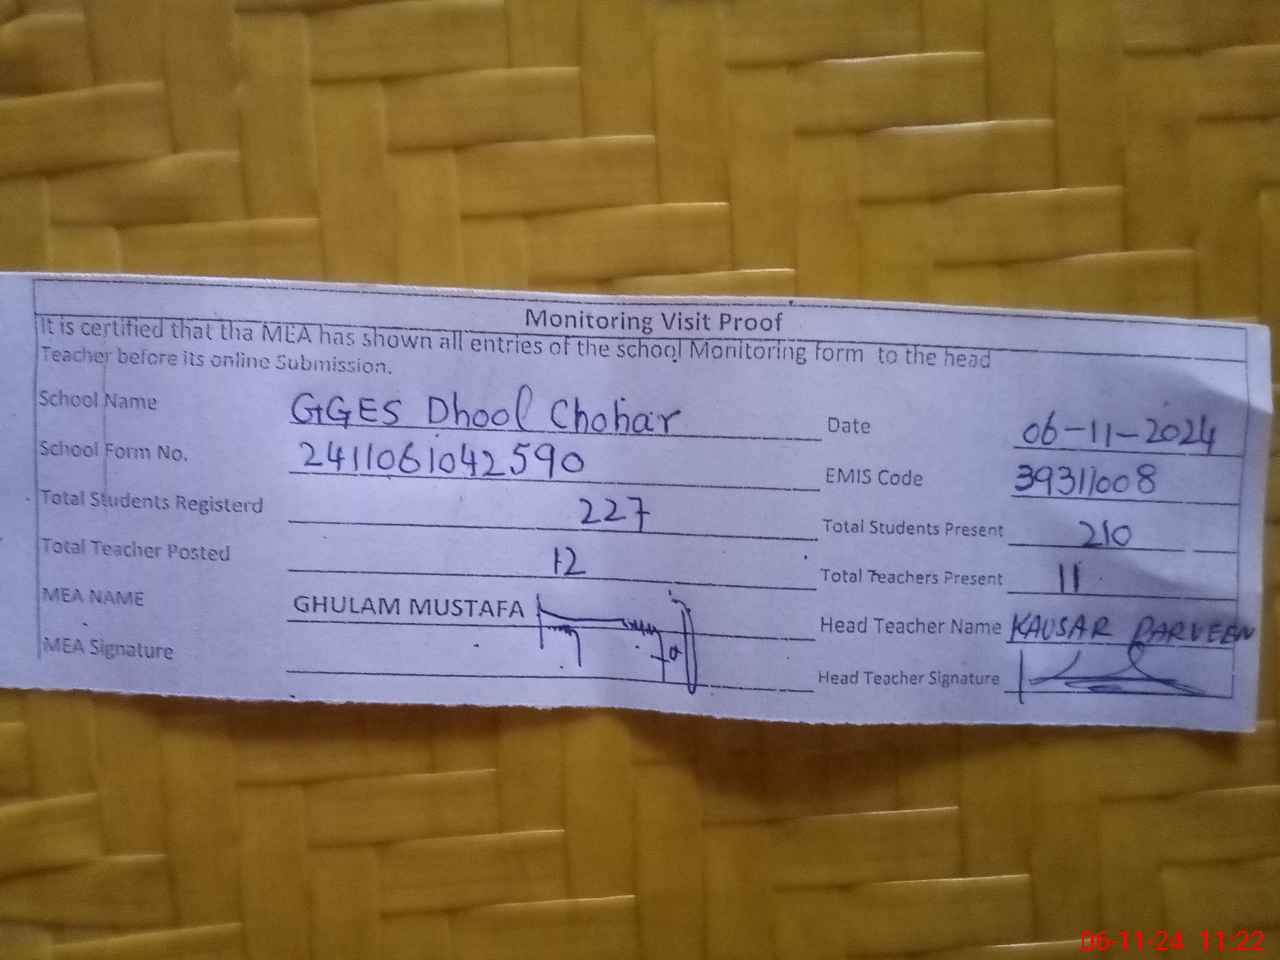 Monitoring Visit Proof
It is certified that tha MEA has shown all entries of the school Monitoring form to the head
Teacher before its online Submission.
School Name GGES Dhool Chohar Date 06-11-2024
School Form No. 2411061042590 EMIS Code 39311008
Total Students Registerd 227 Total Students Present 210
Total Teacher Posted 12 Total Teachers Present 11
MEA NAME GHULAM MUSTAFA Head Teacher Name KAUSAR PARVEEN
MEA Signature Head Teacher Signature
06-11-24 11:22